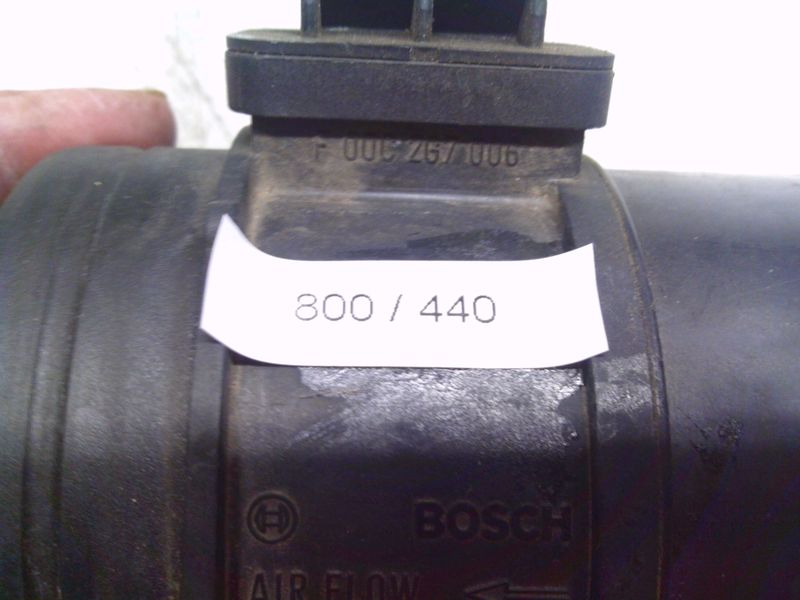 F 00C 2G7 006
800 / 440
BOSCH
AIR FLOW